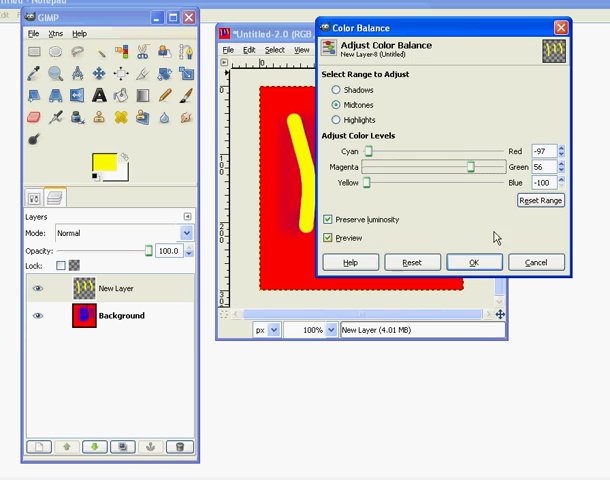 Untitled - Notepad
GIMP
File Xtns Help
Layers
Mode: Normal
Opacity: 100.0
Lock:
New Layer
Background
*Untitled-2.0 (RGB,
File Edit Select
0
100
200
px 100% New Layer (4.01 MB)
Color Balance
Adjust Color Balance
New Layer-8 (Untitled)
Select Range to Adjust
Shadows
Midtones
Highlights
Adjust Color Levels
Cyan Red -97
Magenta Green 56
Yellow Blue -100
Reset Range
Preserve luminosity
Preview
Help Reset OK Cancel